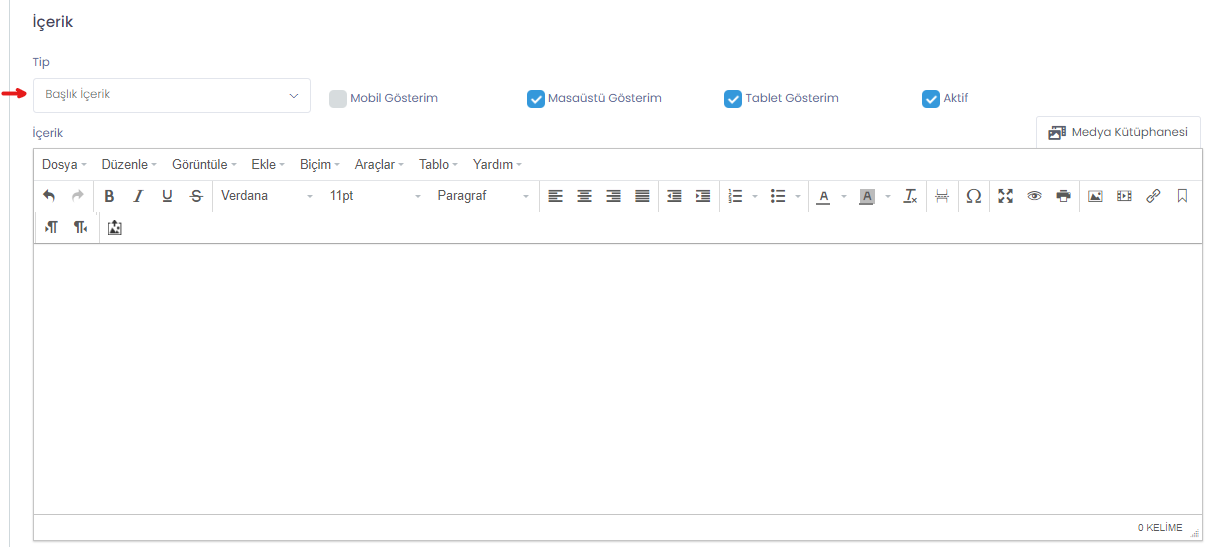 İçerik
Tip
Başlık İçerik
Mobil Gösterim
Masaüstü Gösterim
Tablet Gösterim
Aktif
İçerik
Medya Kütüphanesi
Dosya Düzenle Görüntüle Ekle Biçim Araçlar Tablo Yardım
B I U S Verdana 11pt Paragraf A A Ω
0 KELİME